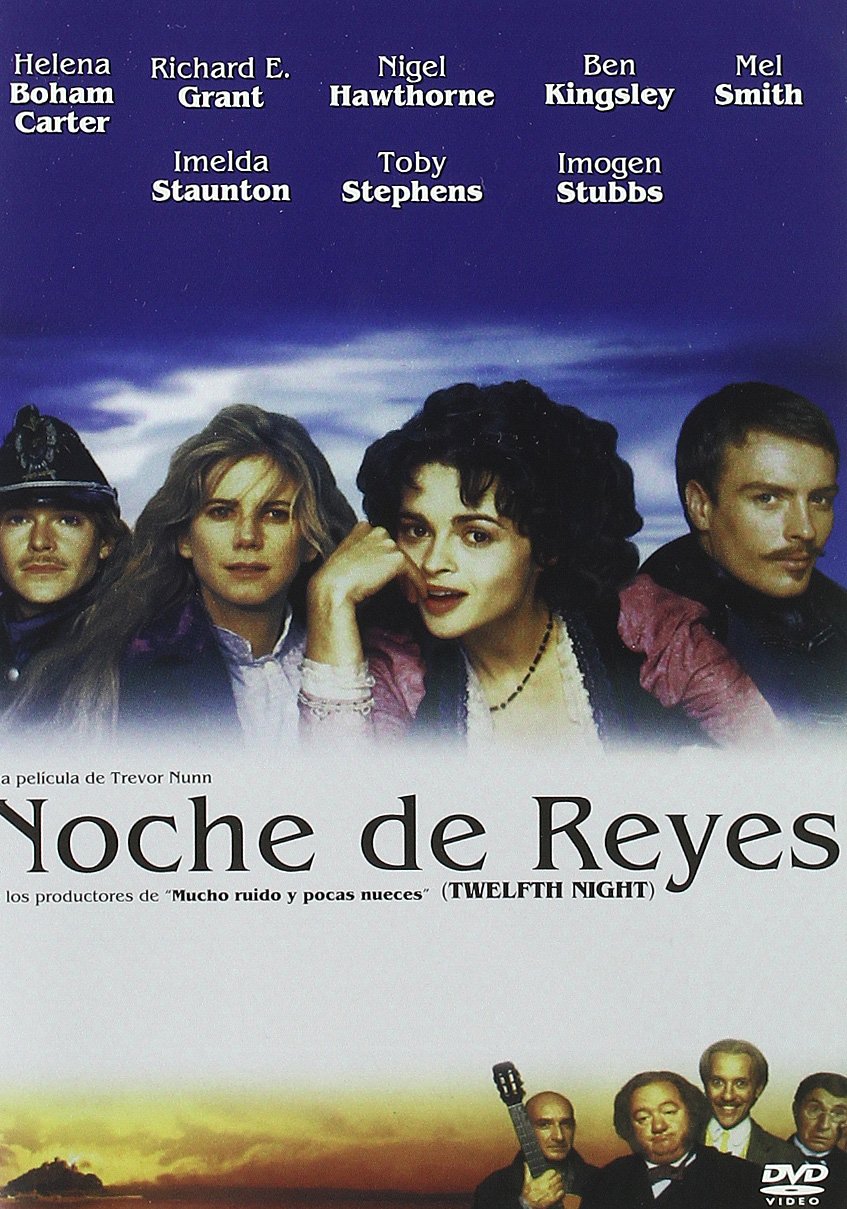 Helena Boham Carter
Richard E. Grant
Nigel Hawthorne
Ben Kingsley
Mel Smith
Imelda Staunton
Toby Stephens
Imogen Stubbs
a película de Trevor Nunn
Noche de Reyes
los productores de "Mucho ruido y pocas nueces" (TWELFTH NIGHT)
DVD
VIDEO